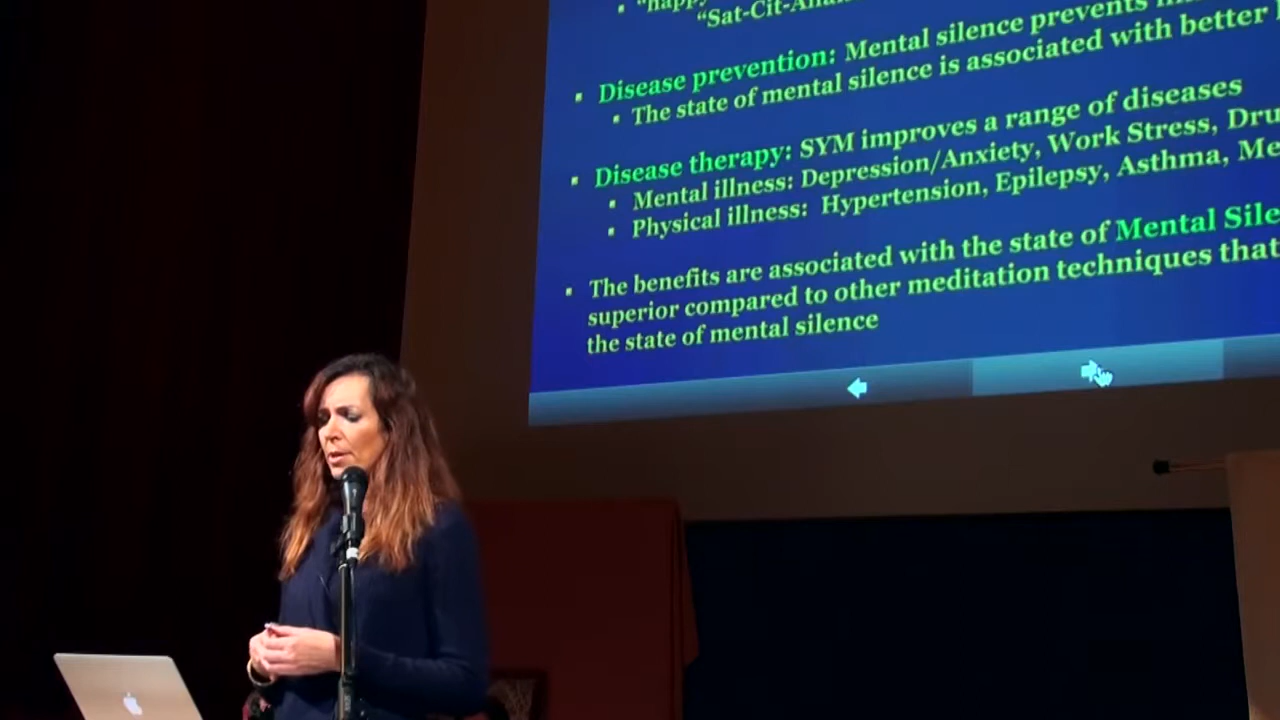 "happ
"Sat-Cit-
Disease prevention: Mental silence prevents
The state of mental silence is associated with better
Disease therapy: SYM improves a range of diseases
Mental illness: Depression/Anxiety, Work Stress, Dru
Physical illness: Hypertension, Epilepsy, Asthma, Me
The benefits are associated with the state of Mental Sile
superior compared to other meditation techniques that
the state of mental silence